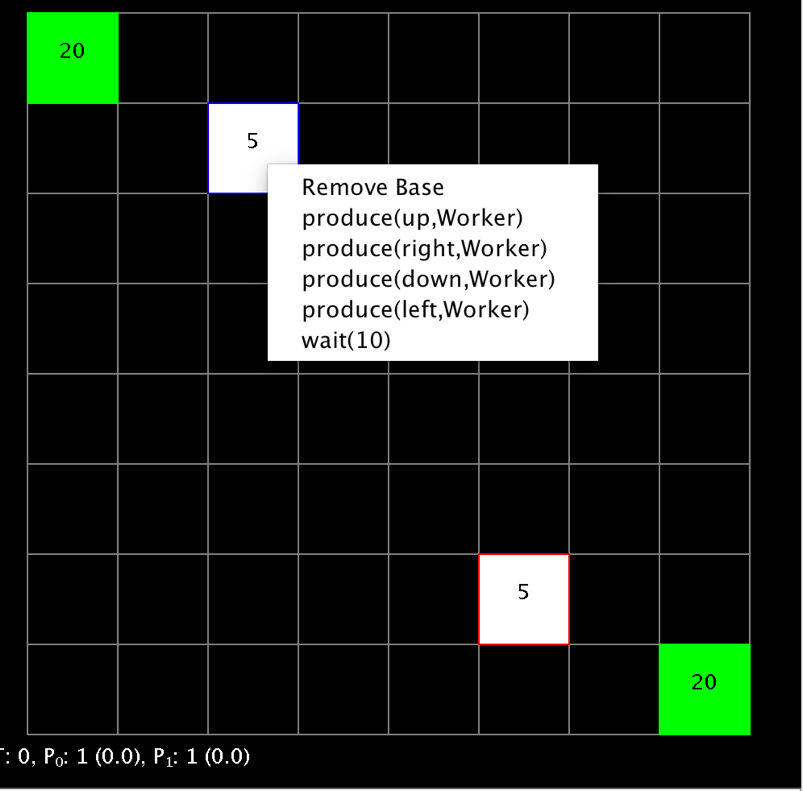 20
5
Remove Base
produce(up,Worker)
produce(right,Worker)
produce(down,Worker)
produce(left,Worker)
wait(10)
5
20
T: 0, P₀: 1 (0.0), P₁: 1 (0.0)